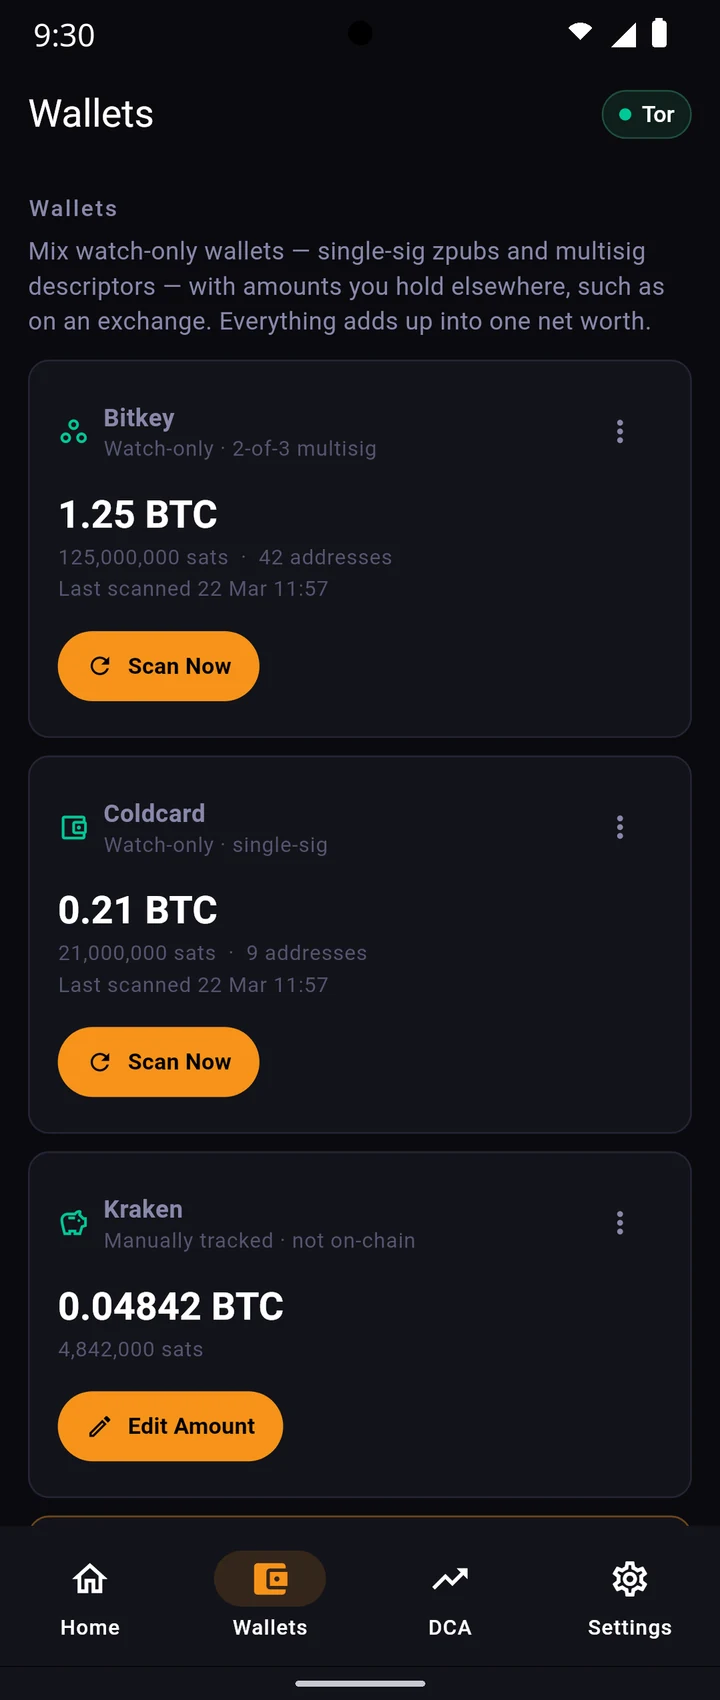 9:30
Wallets
Tor
Wallets
Mix watch-only wallets — single-sig zpubs and multisig
descriptors — with amounts you hold elsewhere, such as
on an exchange. Everything adds up into one net worth.
Bitkey
Watch-only · 2-of-3 multisig
1.25 BTC
125,000,000 sats · 42 addresses
Last scanned 22 Mar 11:57
Scan Now
Coldcard
Watch-only · single-sig
0.21 BTC
21,000,000 sats · 9 addresses
Last scanned 22 Mar 11:57
Scan Now
Kraken
Manually tracked · not on-chain
0.04842 BTC
4,842,000 sats
Edit Amount
Home
Wallets
DCA
Settings